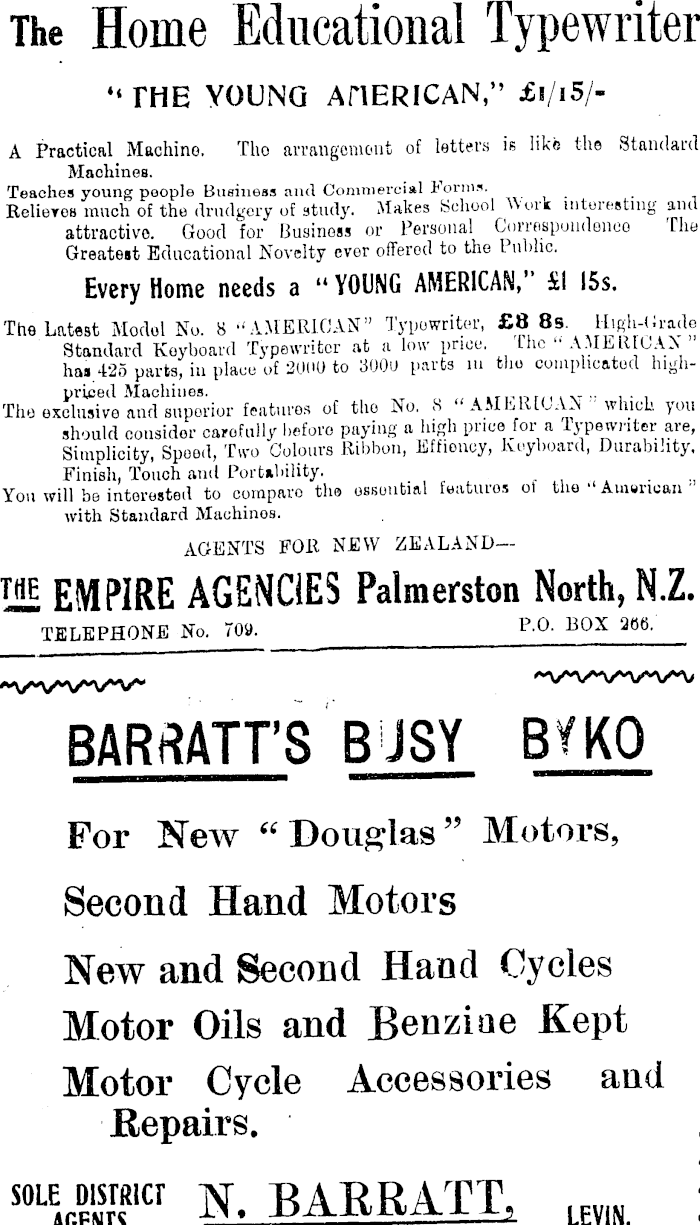 The Home Educational Typewriter
“THE YOUNG AMERICAN,” £1/15/-
A Practical Machine. The arrangement of letters is like the Standard
Machines.
Teaches young people Business and Commercial Forms.
Relieves much of the drudgery of study. Makes School Work interesting and
attractive. Good for Business or Personal Correspondence The
Greatest Educational Novelty ever offered to the Public.
Every Home needs a “YOUNG AMERICAN,” £1 15s.
The Latest Model No. 8 “AMERICAN” Typewriter, £8 8s. High-Grade
Standard Keyboard Typewriter at a low price. The “AMERICAN”
has 425 parts, in place of 2000 to 3000 parts in the complicated high-
priced Machines.
The exclusive and superior features of the No. 8 “AMERICAN” which you
should consider carefully before paying a high price for a Typewriter are,
Simplicity, Speed, Two Colours Ribbon, Effiency, Keyboard, Durability,
Finish, Touch and Portability.
You will be interested to compare the essential features of the “American”
with Standard Machines.
AGENTS FOR NEW ZEALAND—
THE EMPIRE AGENCIES Palmerston North, N.Z.
TELEPHONE No. 709. P.O. BOX 266.
BARRATT'S BUSY BYKO
For New “Douglas” Motors,
Second Hand Motors
New and Second Hand Cycles
Motor Oils and Benzine Kept
Motor Cycle Accessories and
Repairs.
SOLE DISTRICT
AGENTS
N. BARRATT,
LEVIN.